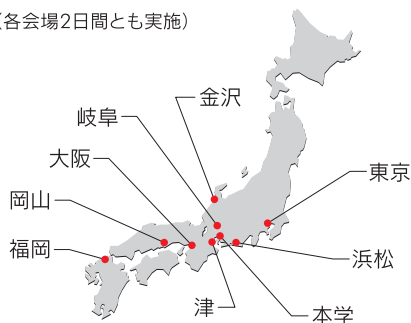 (各会場2日間とも実施)
金沢
岐阜
大阪
東京
岡山
福岡
浜松
津
本学